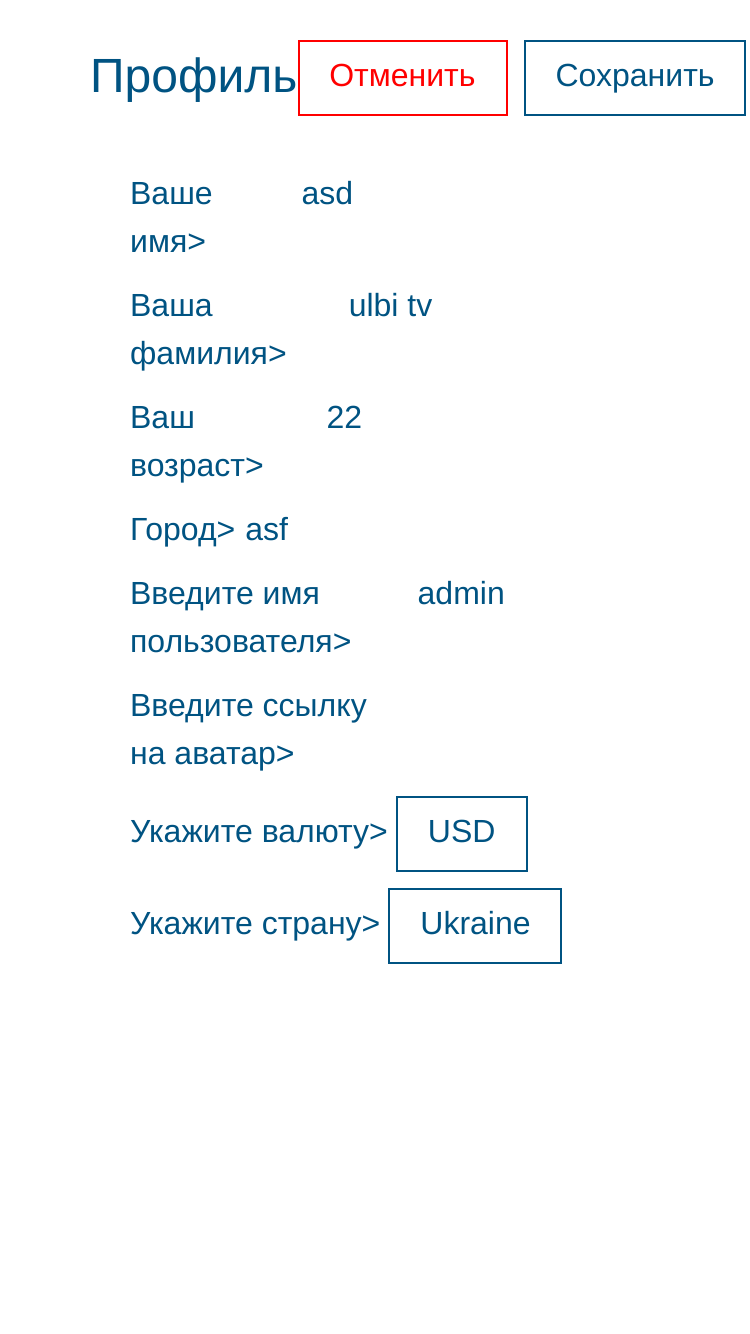 Профиль Отменить Сохранить
Ваше asd
имя>
Ваша ulbi tv
фамилия>
Ваш 22
возраст>
Город> asf
Введите имя admin
пользователя>
Введите ссылку
на аватар>
Укажите валюту> USD
Укажите страну> Ukraine